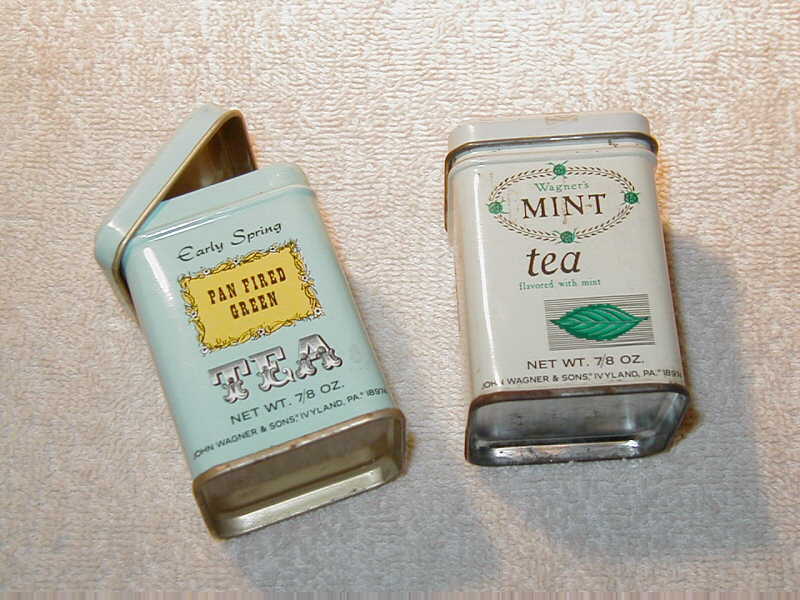 Early Spring
PAN FIRED
GREEN
TEA
NET WT. 7/8 OZ.
JOHN WAGNER & SONS, IVYLAND, PA.
Wagner's
MINT
tea
flavored with mint
NET WT. 7/8 OZ.
JOHN WAGNER & SONS, IVYLAND, PA.